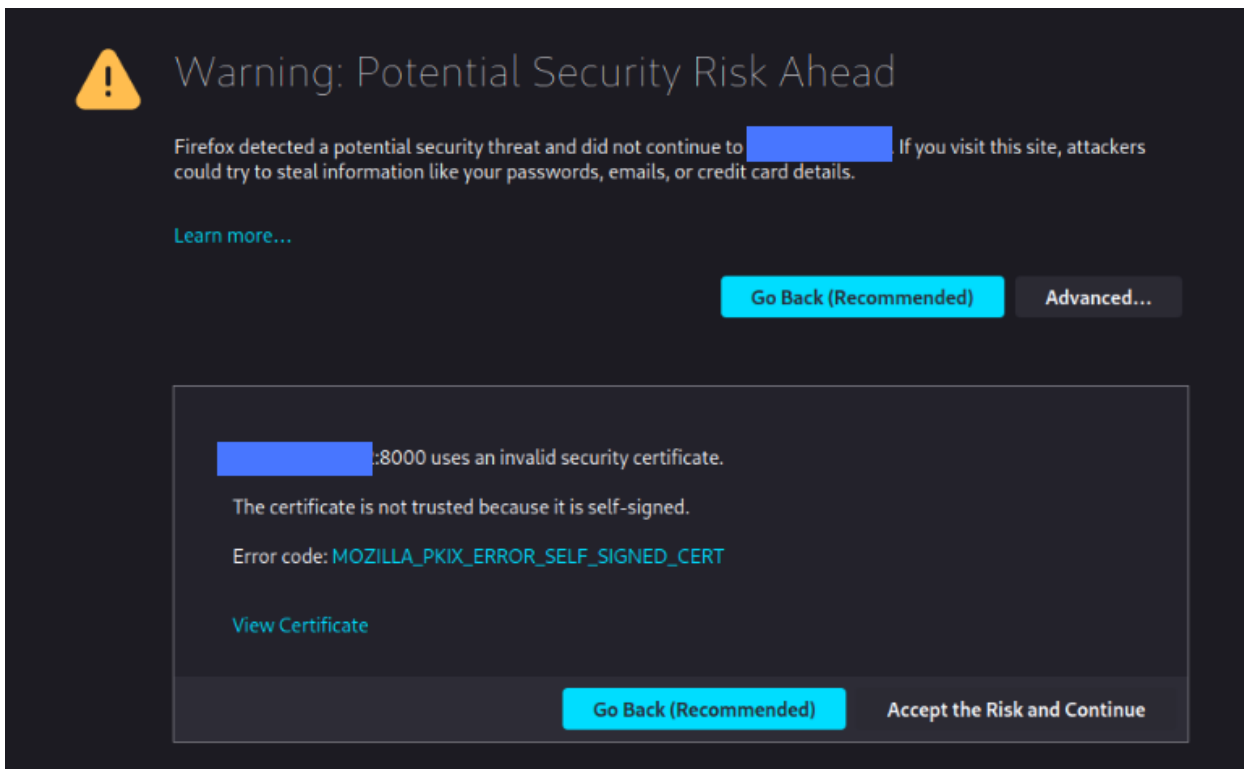 Warning: Potential Security Risk Ahead
Firefox detected a potential security threat and did not continue to . If you visit this site, attackers
could try to steal information like your passwords, emails, or credit card details.
Learn more...
Go Back (Recommended) Advanced...
:8000 uses an invalid security certificate.
The certificate is not trusted because it is self-signed.
Error code: MOZILLA_PKIX_ERROR_SELF_SIGNED_CERT
View Certificate
Go Back (Recommended) Accept the Risk and Continue